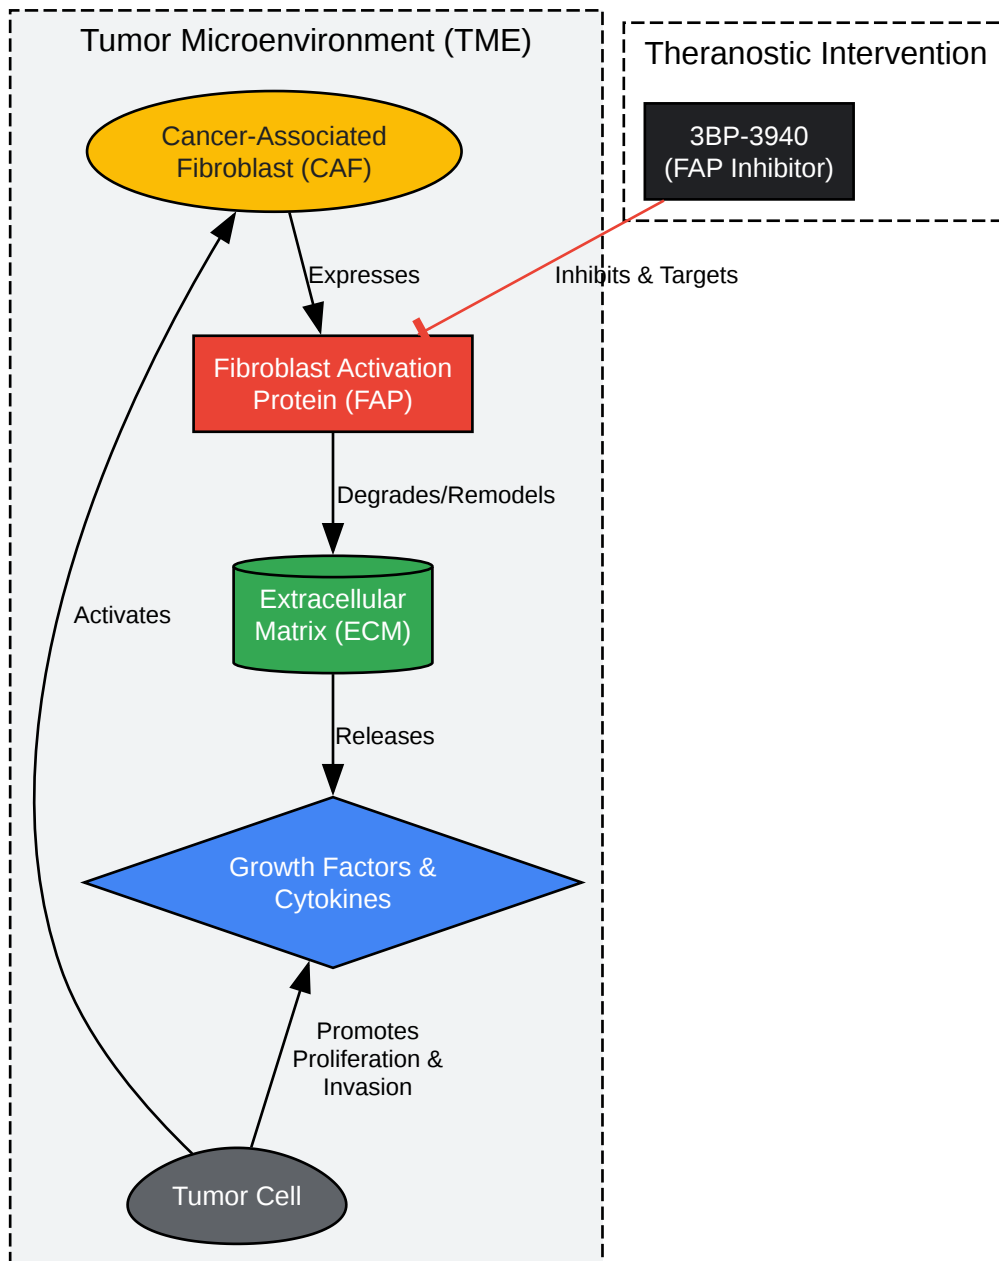 Tumor Microenvironment (TME)
Theranostic Intervention
Cancer-Associated
Fibroblast (CAF)
3BP-3940
(FAP Inhibitor)
Expresses
Inhibits & Targets
Fibroblast Activation
Protein (FAP)
Degrades/Remodels
Extracellular
Matrix (ECM)
Activates
Releases
Growth Factors &
Cytokines
Promotes
Proliferation &
Invasion
Tumor Cell